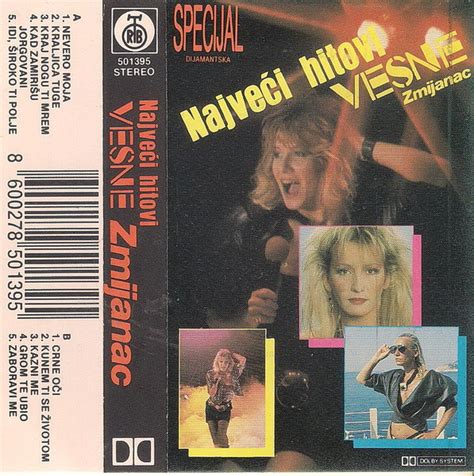 A
1. NEVERO MOJA
2. KRALJICA TUGE
3. KRAJ NOGU TI MREM
4. KAD ZAMIRIŠU
JORGOVANI
5. IDI, ŠIROKO TI POLJE
8 600278 501395
B
1. CRNE OČI
2. KUNEM TI SE ŽIVOTOM
3. KAZNI ME
4. GROM TE UBIO
5. ZABORAVI ME
RTB
501395
STEREO
Najveći hitovi
VESNE Zmijanac
SPECIJAL
DIJAMANTSKA
Najveći hitovi
VESNE
Zmijanac
DOLBY SYSTEM